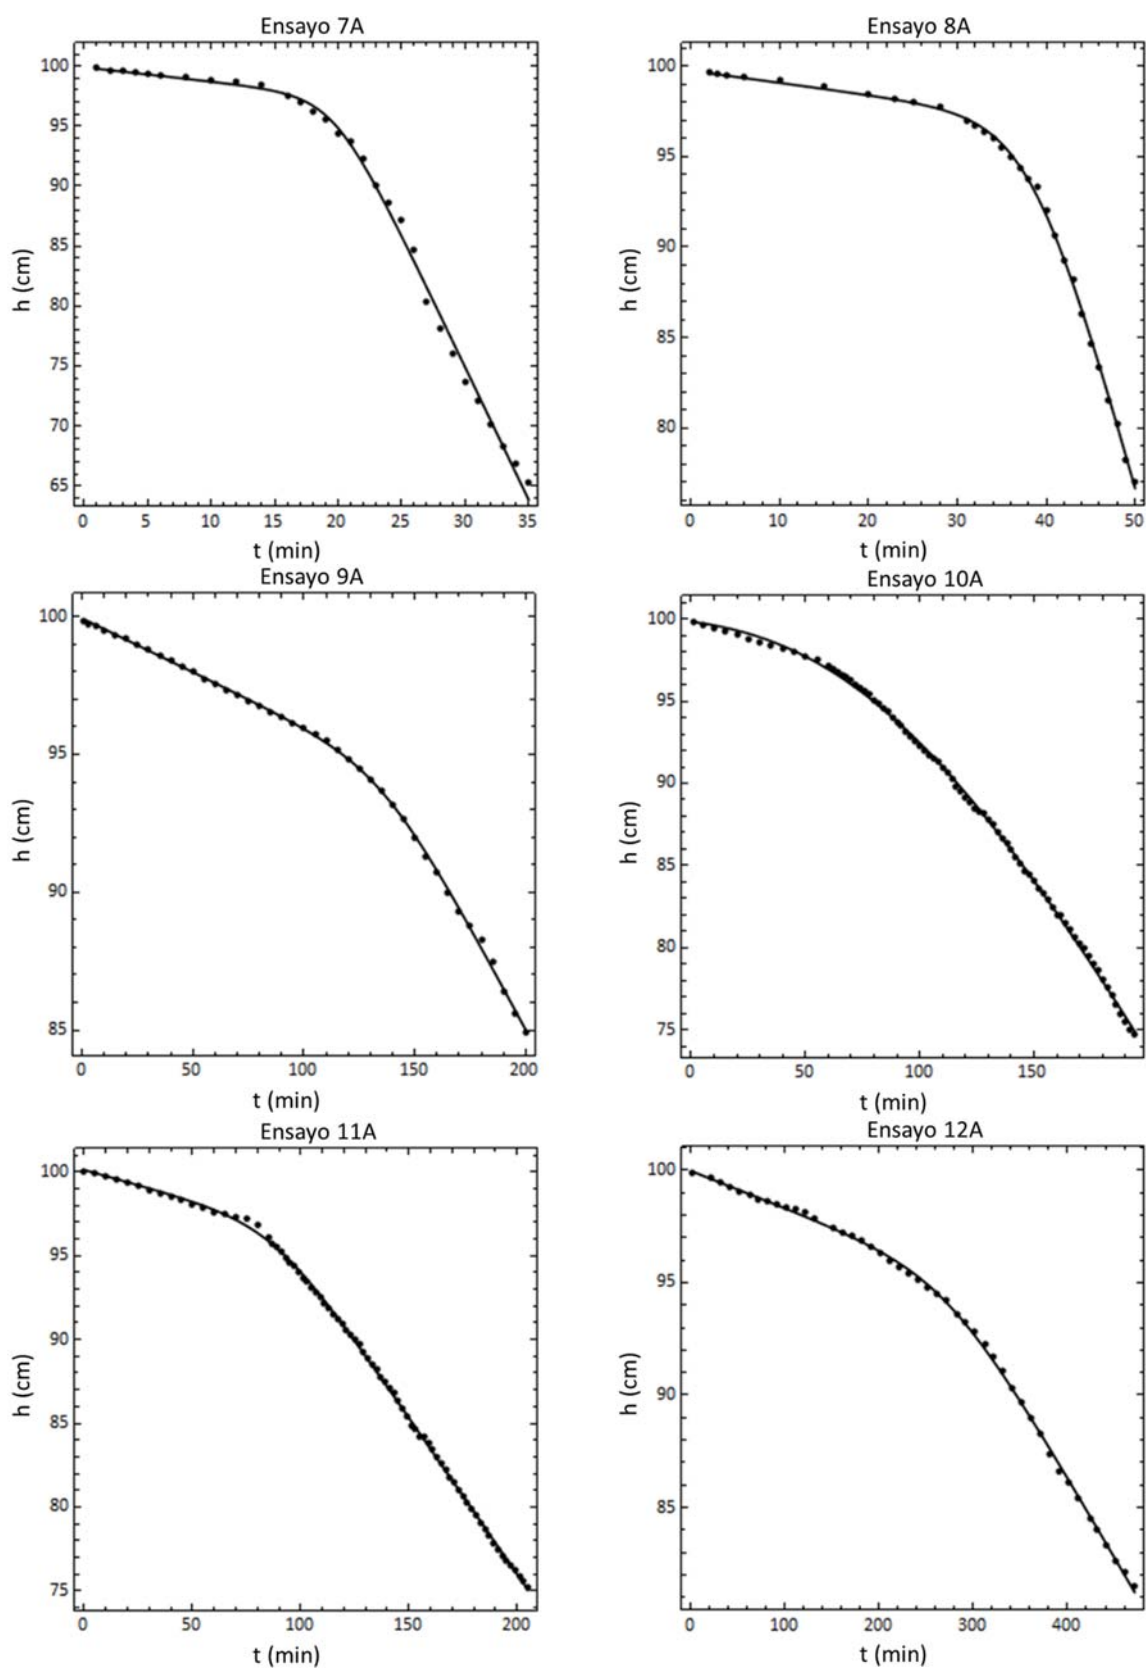 Ensayo 7A
100
95
90
85
80
75
70
65
h (cm)
0 5 10 15 20 25 30 35
t (min)
Ensayo 8A
100
95
90
85
80
h (cm)
0 10 20 30 40 50
t (min)
Ensayo 9A
100
95
90
85
h (cm)
0 50 100 150 200
t (min)
Ensayo 10A
100
95
90
85
80
75
h (cm)
0 50 100 150
t (min)
Ensayo 11A
100
95
90
85
80
75
h (cm)
0 50 100 150 200
t (min)
Ensayo 12A
100
95
90
85
h (cm)
0 100 200 300 400
t (min)